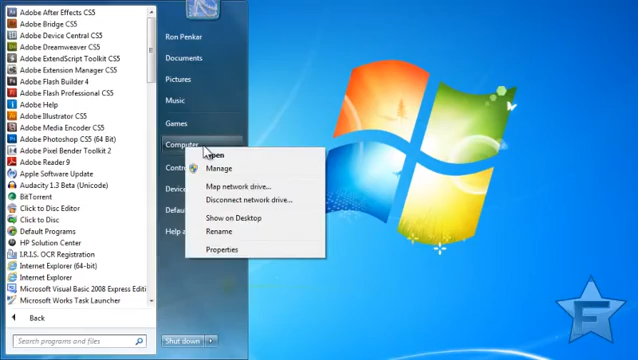 Adobe After Effects CS5
Adobe Bridge CS5
Adobe Device Central CS5
Adobe Dreamweaver CS5
Adobe ExtendScript Toolkit CS5
Adobe Extension Manager CS5
Adobe Flash Builder 4
Adobe Flash Professional CS5
Adobe Help
Adobe Illustrator CS5
Adobe Media Encoder CS5
Adobe Photoshop CS5 (64 Bit)
Adobe Pixel Bender Toolkit 2
Adobe Reader 9
Apple Software Update
Audacity 1.3 Beta (Unicode)
BitTorrent
Click to Disc Editor
Click to Disc
Default Programs
HP Solution Center
I.R.I.S. OCR Registration
Internet Explorer (64-bit)
Internet Explorer
Microsoft Visual Basic 2008 Express Editi
Microsoft Works Task Launcher
Back
Search programs and files
Ron Penkar
Documents
Pictures
Music
Games
Computer
Contr
Device
Defau
Help a
Shut down
pen
Manage
Map network drive...
Disconnect network drive...
Show on Desktop
Rename
Properties
F